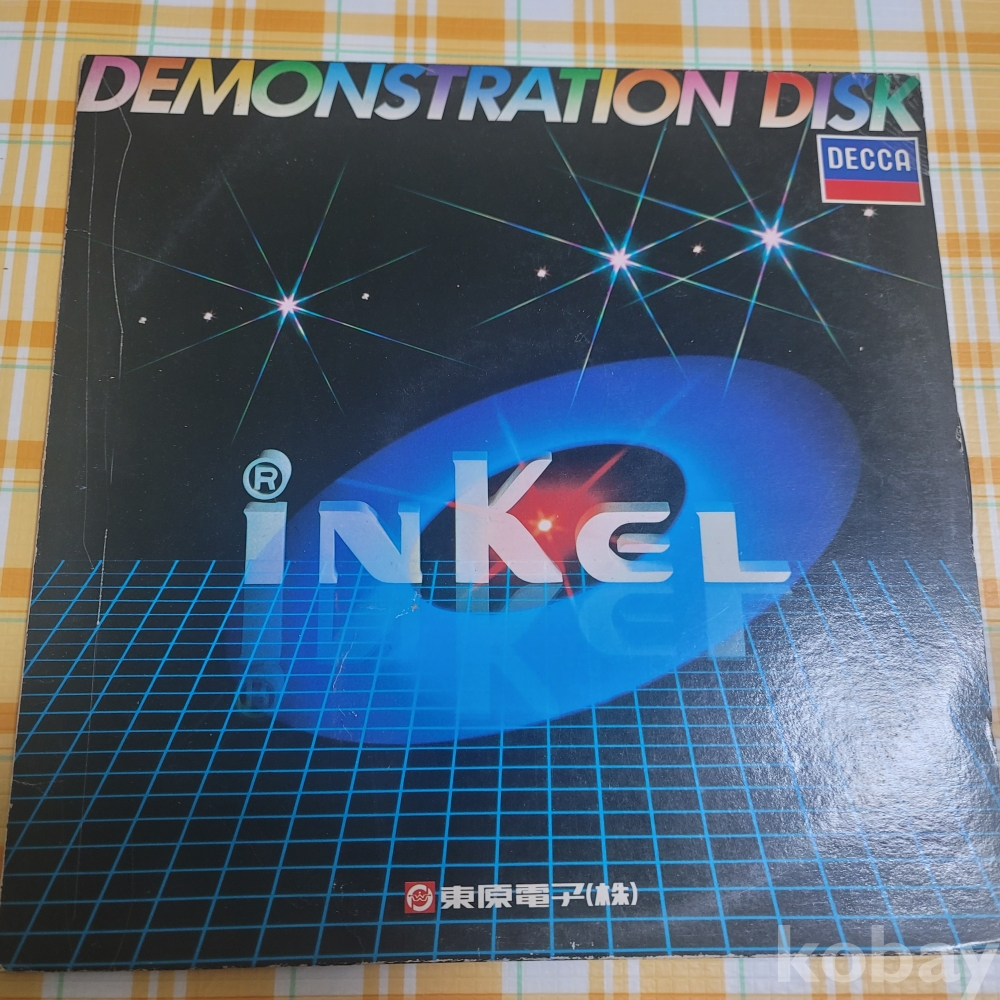 DEMONSTRATION DISK
DECCA
®
inKEL
東原電子(株)
kobay